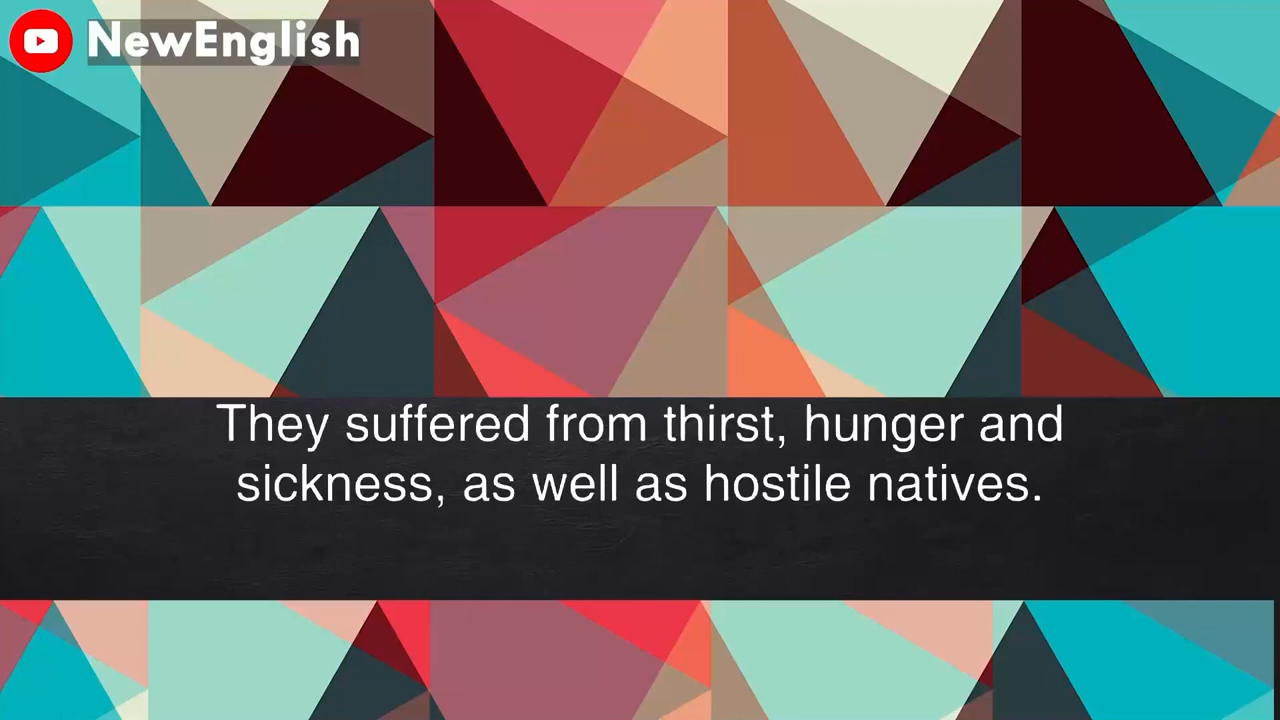 NewEnglish
They suffered from thirst, hunger and
sickness, as well as hostile natives.